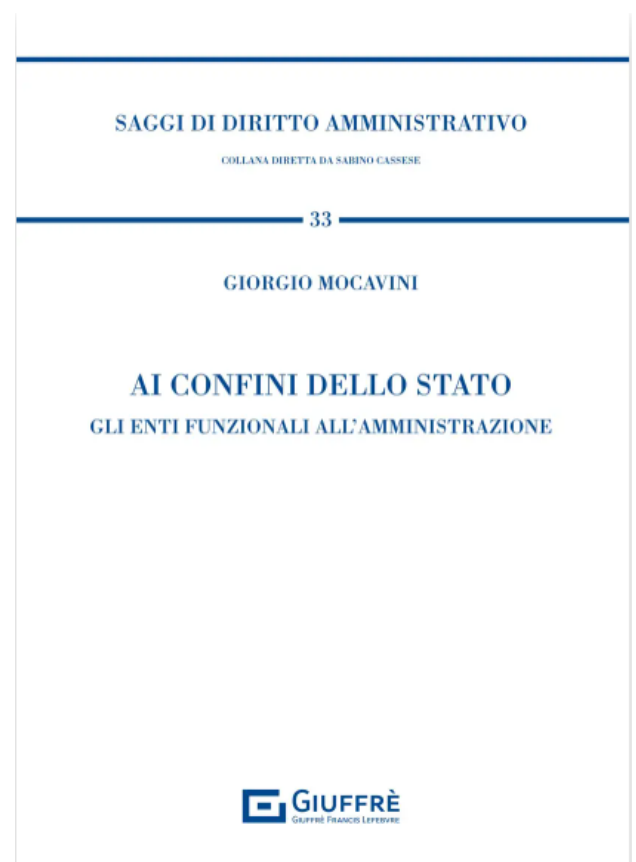 SAGGI DI DIRITTO AMMINISTRATIVO
COLLANA DIRETTA DA SABINO CASSESE
33
GIORGIO MOCAVINI
AI CONFINI DELLO STATO
GLI ENTI FUNZIONALI ALL'AMMINISTRAZIONE
GIUFFRÈ
GIUFFRÈ FRANCIS LEFEBVRE